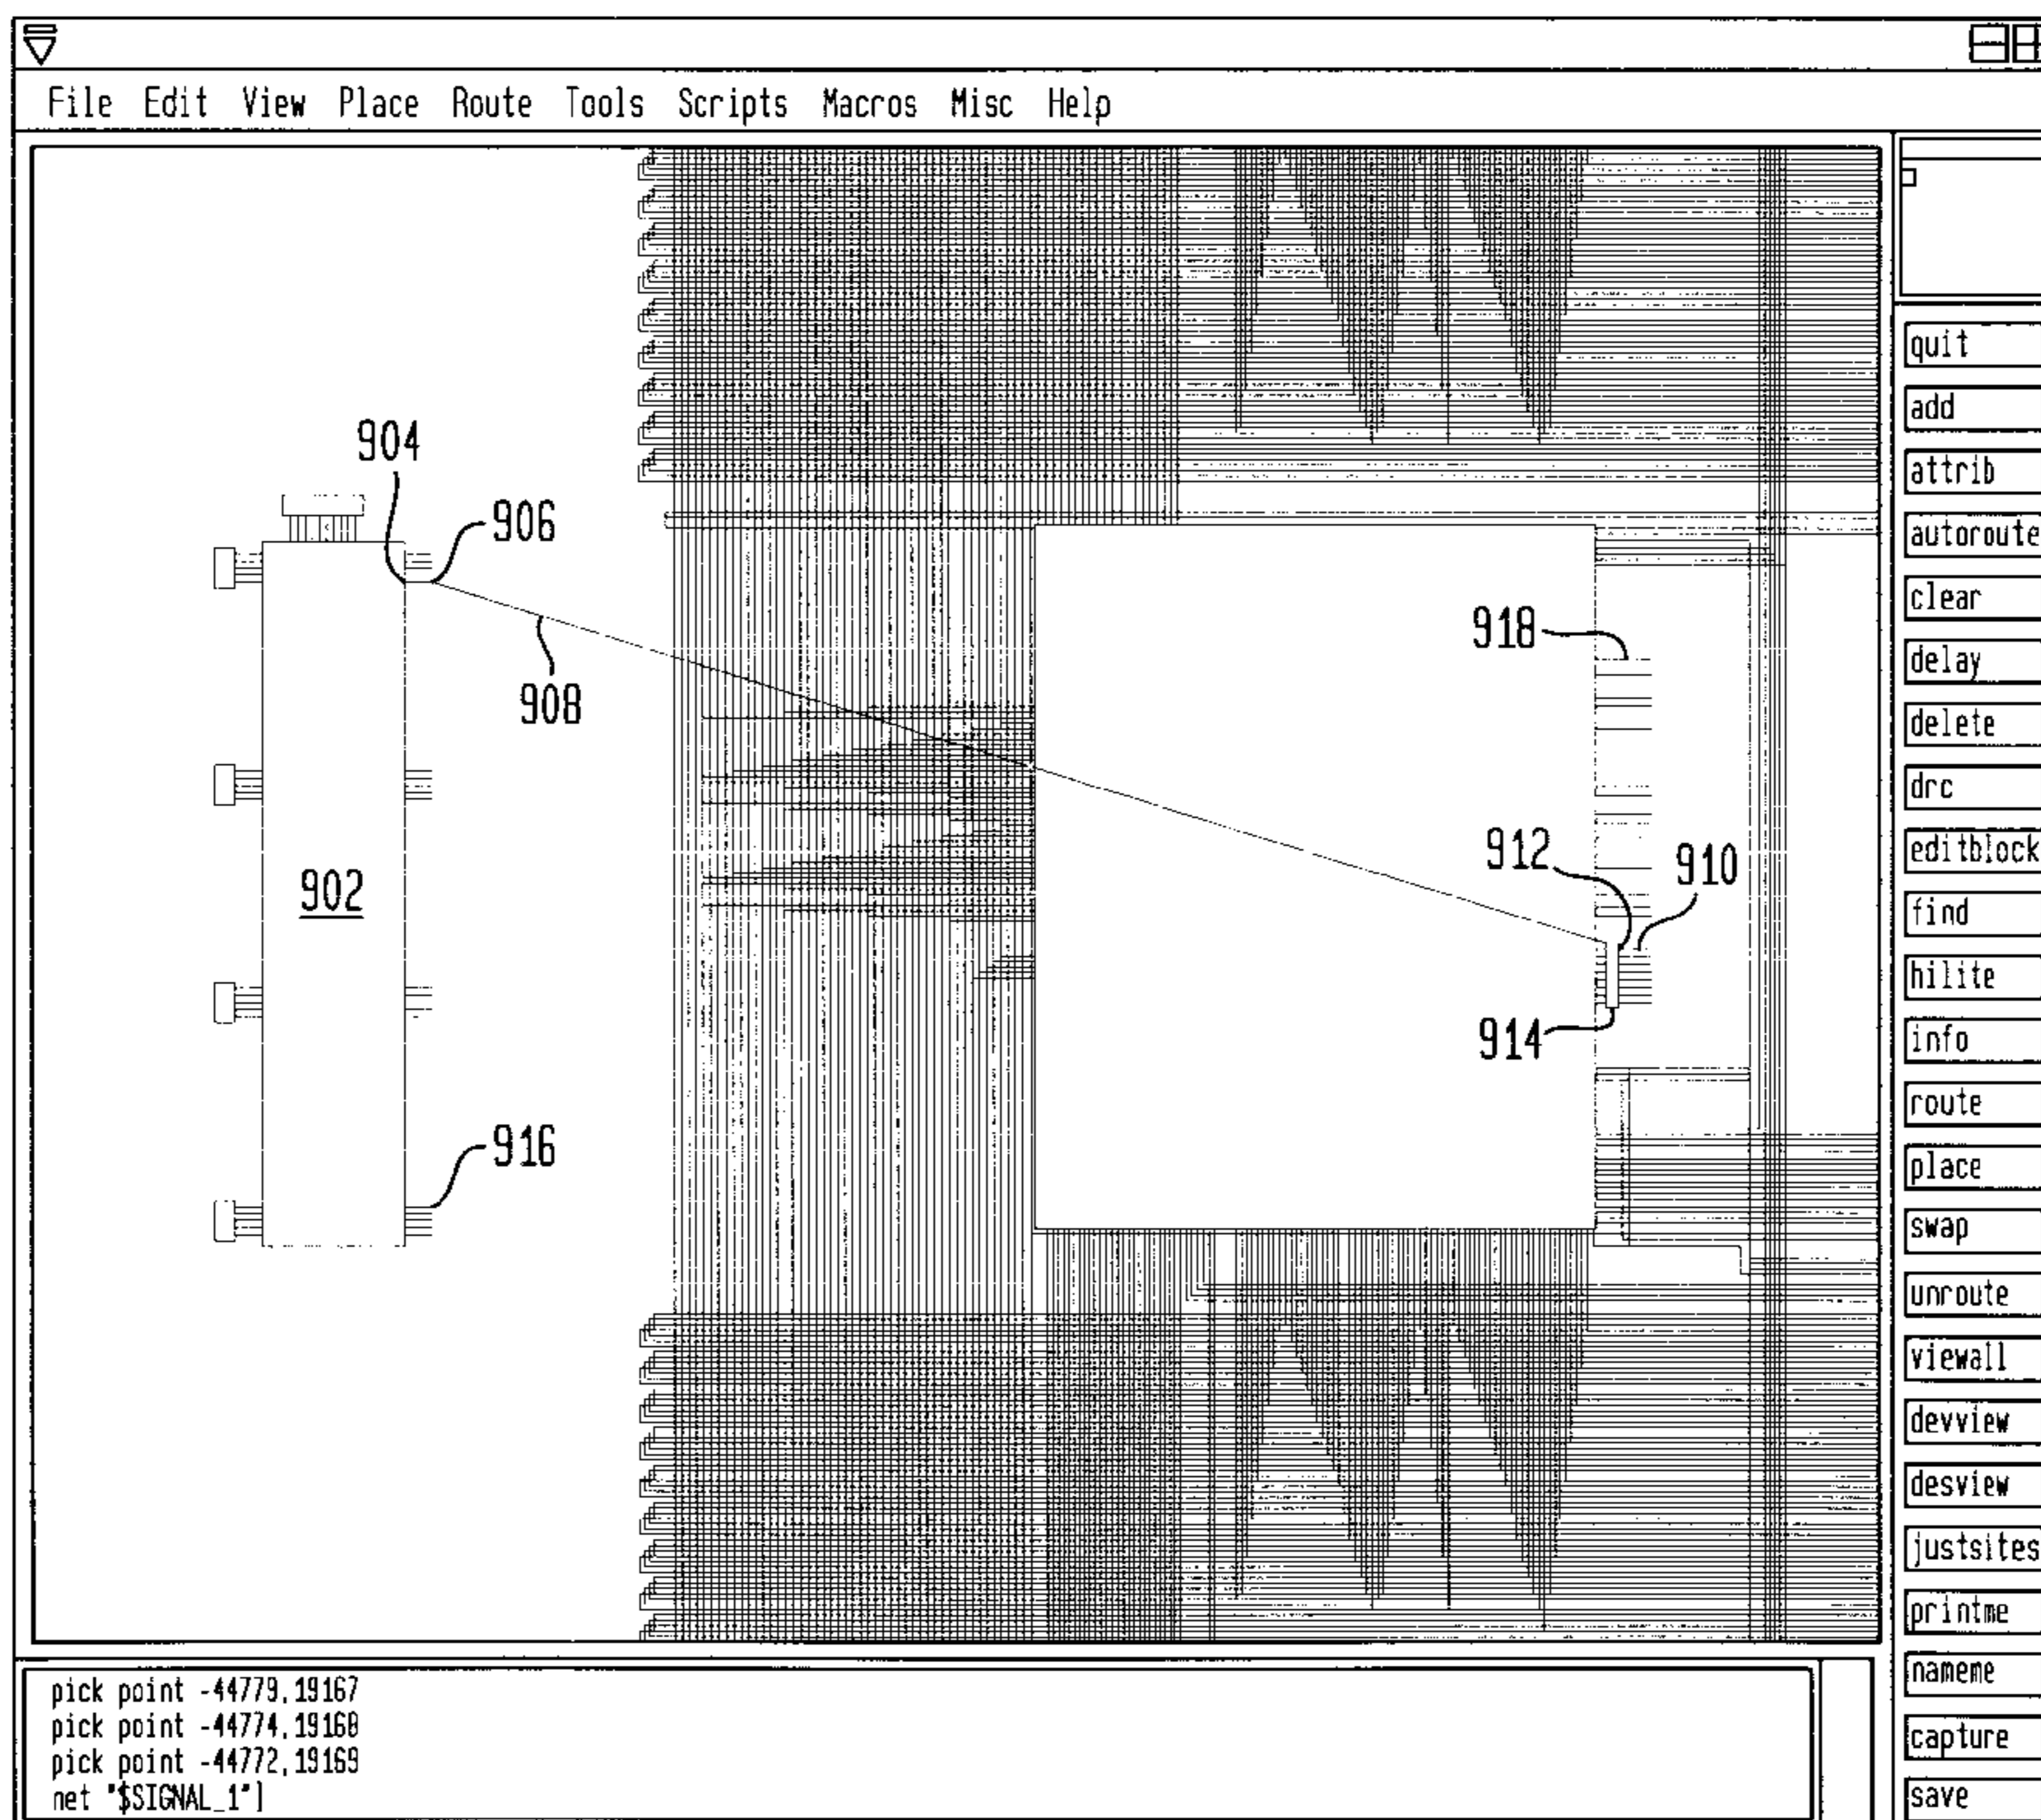 File Edit View Place Route Tools Scripts Macros Misc Help
quit
add
attrib
autoroute
clear
delay
delete
drc
editblock
find
hilite
info
route
place
swap
unroute
viewall
devview
desview
justsites
printme
nameme
capture
save
904
906
908
902
916
918
912
910
914
pick point -44779,19167
pick point -44774,19168
pick point -44772,19169
net "$SIGNAL_1"]